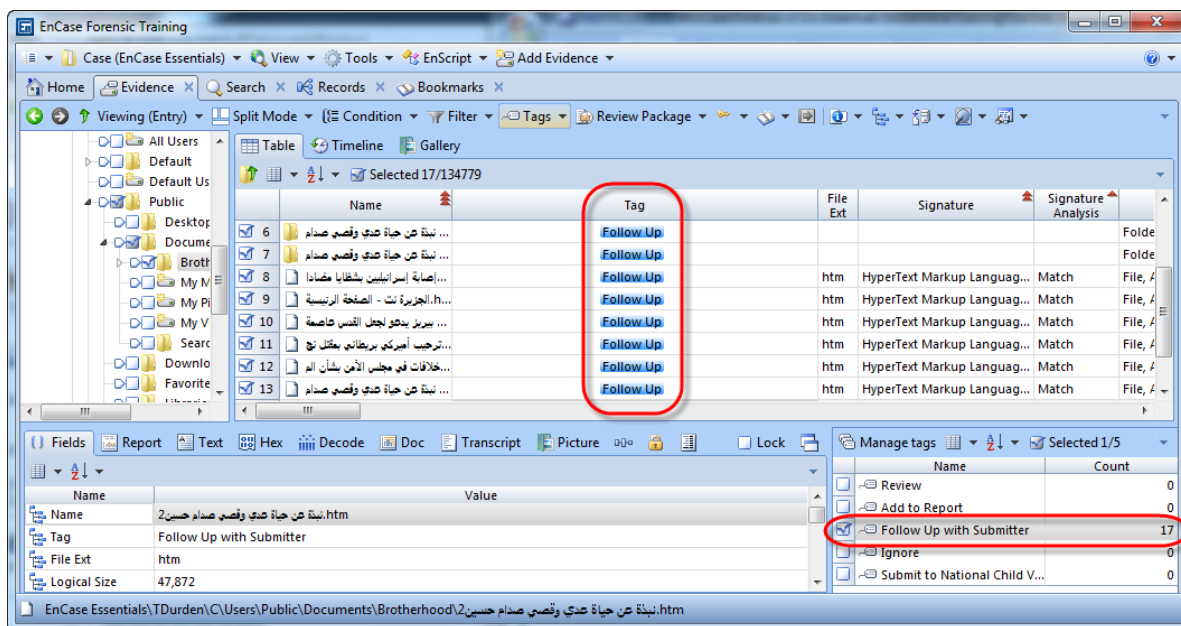 EnCase Forensic Training
Case (EnCase Essentials) View Tools EnScript Add Evidence
Home Evidence Search Records Bookmarks
Viewing (Entry) Split Mode Condition Filter Tags Review Package
All Users
Default
Default Us
Public
Desktop
Docume
Broth
My M
My Pi
My V
Searc
Downlo
Favorite
Table Timeline Gallery
Selected 17/134779
Name Tag File Ext Signature Signature Analysis
6 نبذة عن حياة عدي وقصي صدام ... Follow Up Folde
7 نبذة عن حياة عدي وقصي صدام ... Follow Up Folde
8 إصابة إسرائيليين بشظايا مضادا... Follow Up htm HyperText Markup Languag... Match File, A
9 الجزيرة نت - الصفحة الرئيسية.h... Follow Up htm HyperText Markup Languag... Match File, A
10 بيريز يدعو لجعل القدس عاصمة ... Follow Up htm HyperText Markup Languag... Match File, A
11 ترحيب أميركي بريطاني بمقتل نج... Follow Up htm HyperText Markup Languag... Match File, A
12 خلافات في مجلس الأمن بشأن الم... Follow Up htm HyperText Markup Languag... Match File, A
13 نبذة عن حياة عدي وقصي صدام ... Follow Up htm HyperText Markup Languag... Match File, A
Fields Report Text Hex Decode Doc Transcript Picture Lock
Name Value
Name نبذة عن حياة عدي وقصي صدام حسين2.htm
Tag Follow Up with Submitter
File Ext htm
Logical Size 47,872
Manage tags Selected 1/5
Name Count
Review 0
Add to Report 0
Follow Up with Submitter 17
Ignore 0
Submit to National Child V... 0
EnCase Essentials\TDurden\C\Users\Public\Documents\Brotherhood\نبذة عن حياة عدي وقصي صدام حسين2.htm